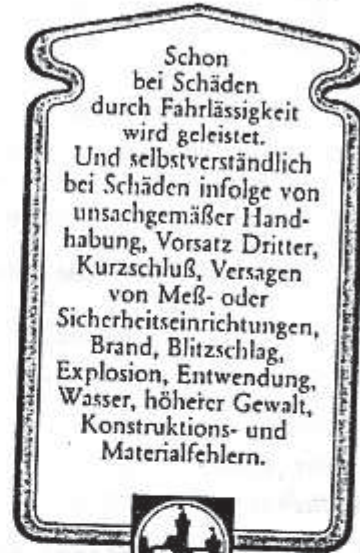 Schon
bei Schäden
durch Fahrlässigkeit
wird geleistet.
Und selbstverständlich
bei Schäden infolge von
unsachgemäßer Hand-
habung, Vorsatz Dritter,
Kurzschluß, Versagen
von Meß- oder
Sicherheitseinrichtungen,
Brand, Blitzschlag,
Explosion, Entwendung,
Wasser, höherer Gewalt,
Konstruktions- und
Materialfehlern.